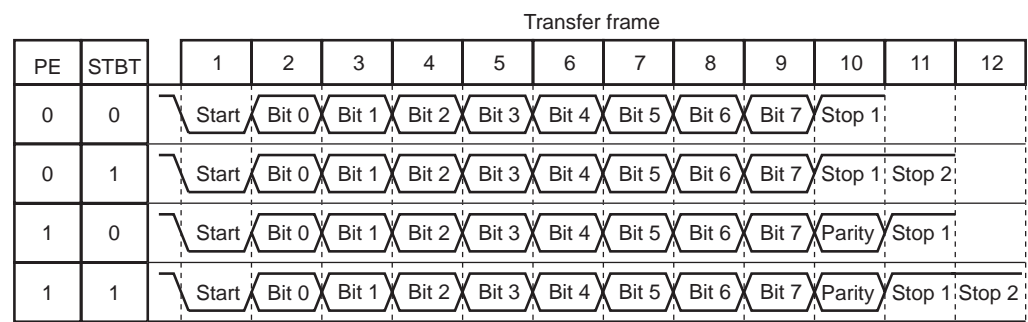 Transfer frame
PE STBT 1 2 3 4 5 6 7 8 9 10 11 12
0 0 Start Bit 0 Bit 1 Bit 2 Bit 3 Bit 4 Bit 5 Bit 6 Bit 7 Stop 1
0 1 Start Bit 0 Bit 1 Bit 2 Bit 3 Bit 4 Bit 5 Bit 6 Bit 7 Stop 1 Stop 2
1 0 Start Bit 0 Bit 1 Bit 2 Bit 3 Bit 4 Bit 5 Bit 6 Bit 7 Parity Stop 1
1 1 Start Bit 0 Bit 1 Bit 2 Bit 3 Bit 4 Bit 5 Bit 6 Bit 7 Parity Stop 1 Stop 2